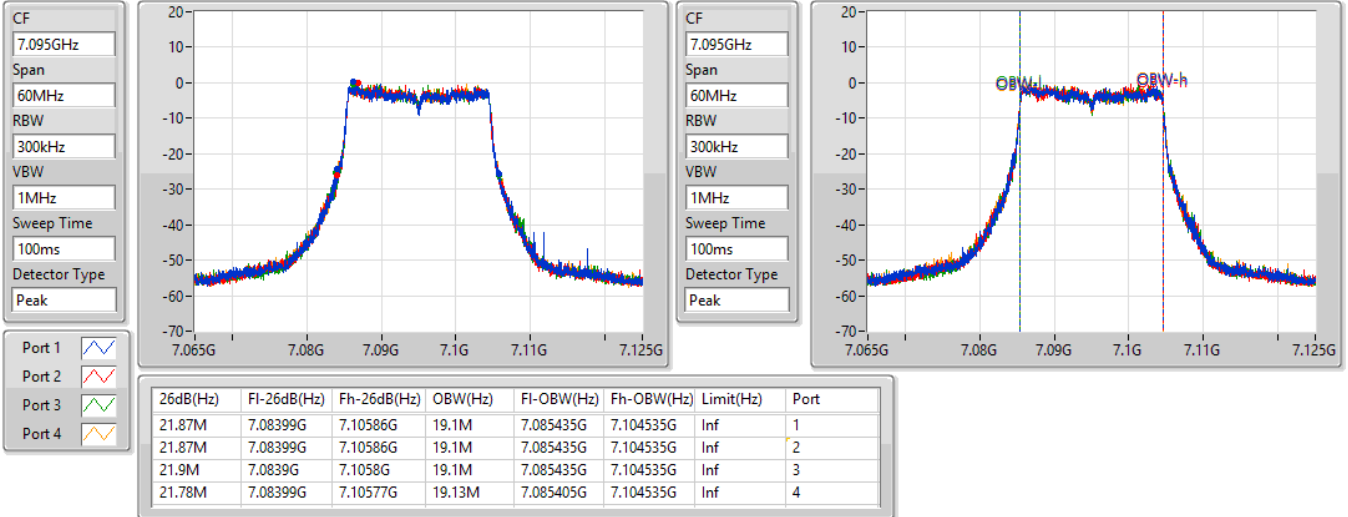 CF
7.095GHz
Span
60MHz
RBW
300kHz
VBW
1MHz
Sweep Time
100ms
Detector Type
Peak
20
10
0
-10
-20
-30
-40
-50
-60
-70
7.065G 7.08G 7.09G 7.1G 7.11G 7.125G
CF
7.095GHz
Span
60MHz
RBW
300kHz
VBW
1MHz
Sweep Time
100ms
Detector Type
Peak
20
10
0
-10
-20
-30
-40
-50
-60
-70
OBW-l OBW-h
7.065G 7.08G 7.09G 7.1G 7.11G 7.125G
Port 1
Port 2
Port 3
Port 4
26dB(Hz) Fl-26dB(Hz) Fh-26dB(Hz) OBW(Hz) Fl-OBW(Hz) Fh-OBW(Hz) Limit(Hz) Port
21.87M 7.08399G 7.10586G 19.1M 7.085435G 7.104535G Inf 1
21.87M 7.08399G 7.10586G 19.1M 7.085435G 7.104535G Inf 2
21.9M 7.0839G 7.1058G 19.1M 7.085435G 7.104535G Inf 3
21.78M 7.08399G 7.10577G 19.13M 7.085405G 7.104535G Inf 4